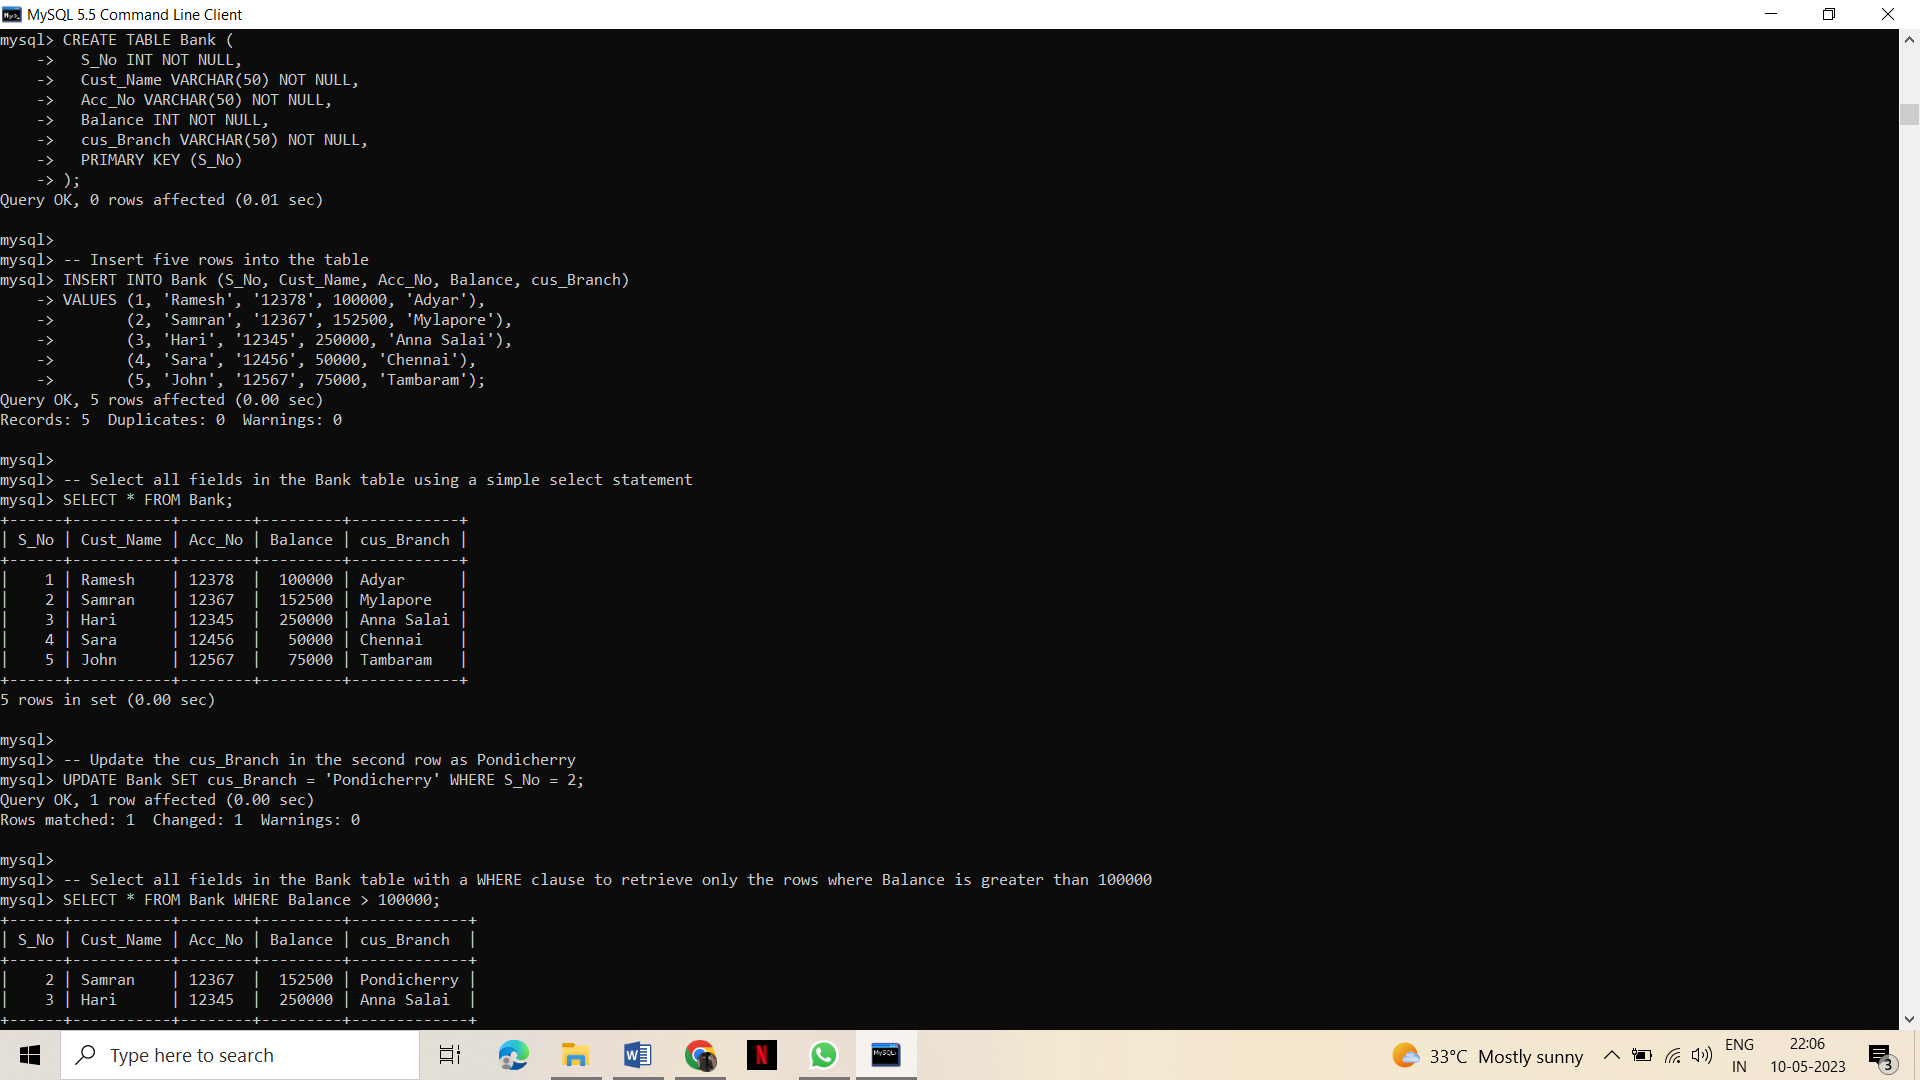 MySQL 5.5 Command Line Client
mysql> CREATE TABLE Bank (
    ->   S_No INT NOT NULL,
    ->   Cust_Name VARCHAR(50) NOT NULL,
    ->   Acc_No VARCHAR(50) NOT NULL,
    ->   Balance INT NOT NULL,
    ->   cus_Branch VARCHAR(50) NOT NULL,
    ->   PRIMARY KEY (S_No)
    -> );
Query OK, 0 rows affected (0.01 sec)

mysql>
mysql> -- Insert five rows into the table
mysql> INSERT INTO Bank (S_No, Cust_Name, Acc_No, Balance, cus_Branch)
    -> VALUES (1, 'Ramesh', '12378', 100000, 'Adyar'),
    ->        (2, 'Samran', '12367', 152500, 'Mylapore'),
    ->        (3, 'Hari', '12345', 250000, 'Anna Salai'),
    ->        (4, 'Sara', '12456', 50000, 'Chennai'),
    ->        (5, 'John', '12567', 75000, 'Tambaram');
Query OK, 5 rows affected (0.00 sec)
Records: 5  Duplicates: 0  Warnings: 0

mysql>
mysql> -- Select all fields in the Bank table using a simple select statement
mysql> SELECT * FROM Bank;
+------+-----------+--------+---------+------------+
| S_No | Cust_Name | Acc_No | Balance | cus_Branch |
+------+-----------+--------+---------+------------+
|    1 | Ramesh    | 12378  |  100000 | Adyar      |
|    2 | Samran    | 12367  |  152500 | Mylapore   |
|    3 | Hari      | 12345  |  250000 | Anna Salai |
|    4 | Sara      | 12456  |   50000 | Chennai    |
|    5 | John      | 12567  |   75000 | Tambaram   |
+------+-----------+--------+---------+------------+
5 rows in set (0.00 sec)

mysql>
mysql> -- Update the cus_Branch in the second row as Pondicherry
mysql> UPDATE Bank SET cus_Branch = 'Pondicherry' WHERE S_No = 2;
Query OK, 1 row affected (0.00 sec)
Rows matched: 1  Changed: 1  Warnings: 0

mysql>
mysql> -- Select all fields in the Bank table with a WHERE clause to retrieve only the rows where Balance is greater than 100000
mysql> SELECT * FROM Bank WHERE Balance > 100000;
+------+-----------+--------+---------+-------------+
| S_No | Cust_Name | Acc_No | Balance | cus_Branch  |
+------+-----------+--------+---------+-------------+
|    2 | Samran    | 12367  |  152500 | Pondicherry |
|    3 | Hari      | 12345  |  250000 | Anna Salai  |
+------+-----------+--------+---------+-------------+
Type here to search
N
W
MySQL
33°C Mostly sunny
ENG
IN
22:06
10-05-2023
3